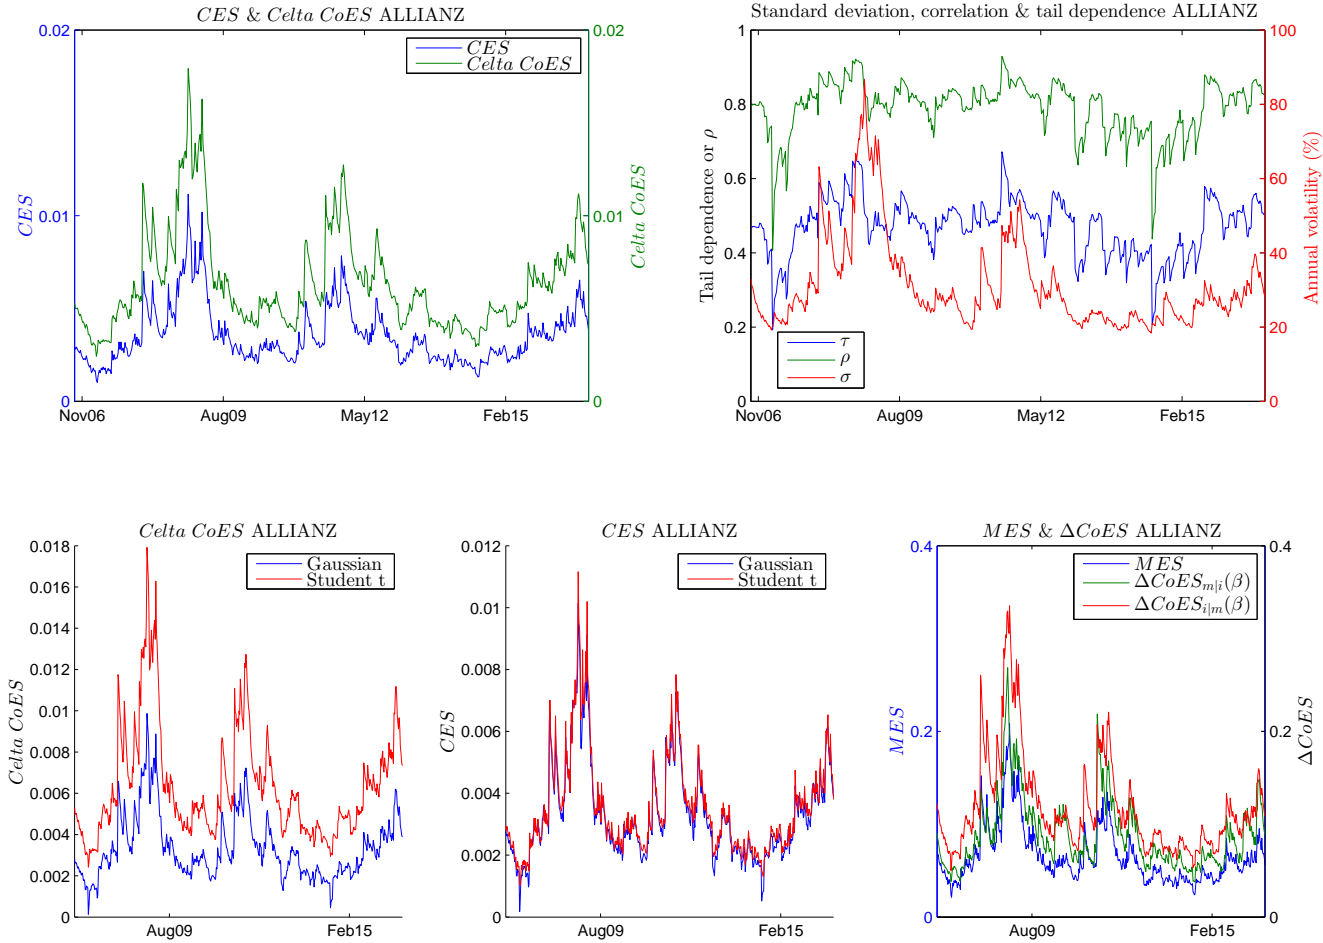 CES & Celta CoES ALLIANZ
0.02
0.01
0
CES
CES
Celta CoES
0.02
0.01
0
Celta CoES
Nov06 Aug09 May12 Feb15
Standard deviation, correlation & tail dependence ALLIANZ
1
0.8
0.6
0.4
0.2
0
Tail dependence or ρ
τ
ρ
σ
100
80
60
40
20
0
Annual volatility (%)
Nov06 Aug09 May12 Feb15
Celta CoES ALLIANZ
0.018
0.016
0.014
0.012
0.01
0.008
0.006
0.004
0.002
0
Celta CoES
Gaussian
Student t
Aug09 Feb15
CES ALLIANZ
0.012
0.01
0.008
0.006
0.004
0.002
0
CES
Gaussian
Student t
Aug09 Feb15
MES & ΔCoES ALLIANZ
0.4
0.2
0
MES
MES
ΔCoES_{m|i}(β)
ΔCoES_{i|m}(β)
0.4
0.2
0
ΔCoES
Aug09 Feb15